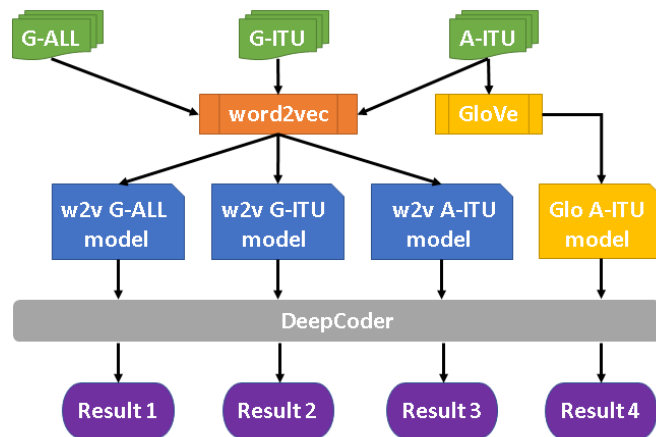 G-ALL
G-ITU
A-ITU
word2vec
GloVe
w2v G-ALL
model
w2v G-ITU
model
w2v A-ITU
model
Glo A-ITU
model
DeepCoder
Result 1
Result 2
Result 3
Result 4